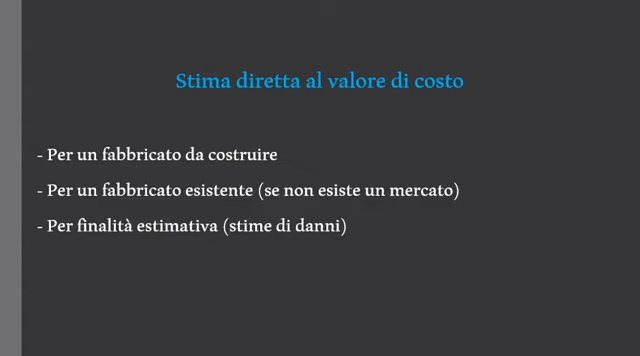 Stima diretta al valore di costo
- Per un fabbricato da costruire
- Per un fabbricato esistente (se non esiste un mercato)
- Per finalità estimativa (stime di danni)